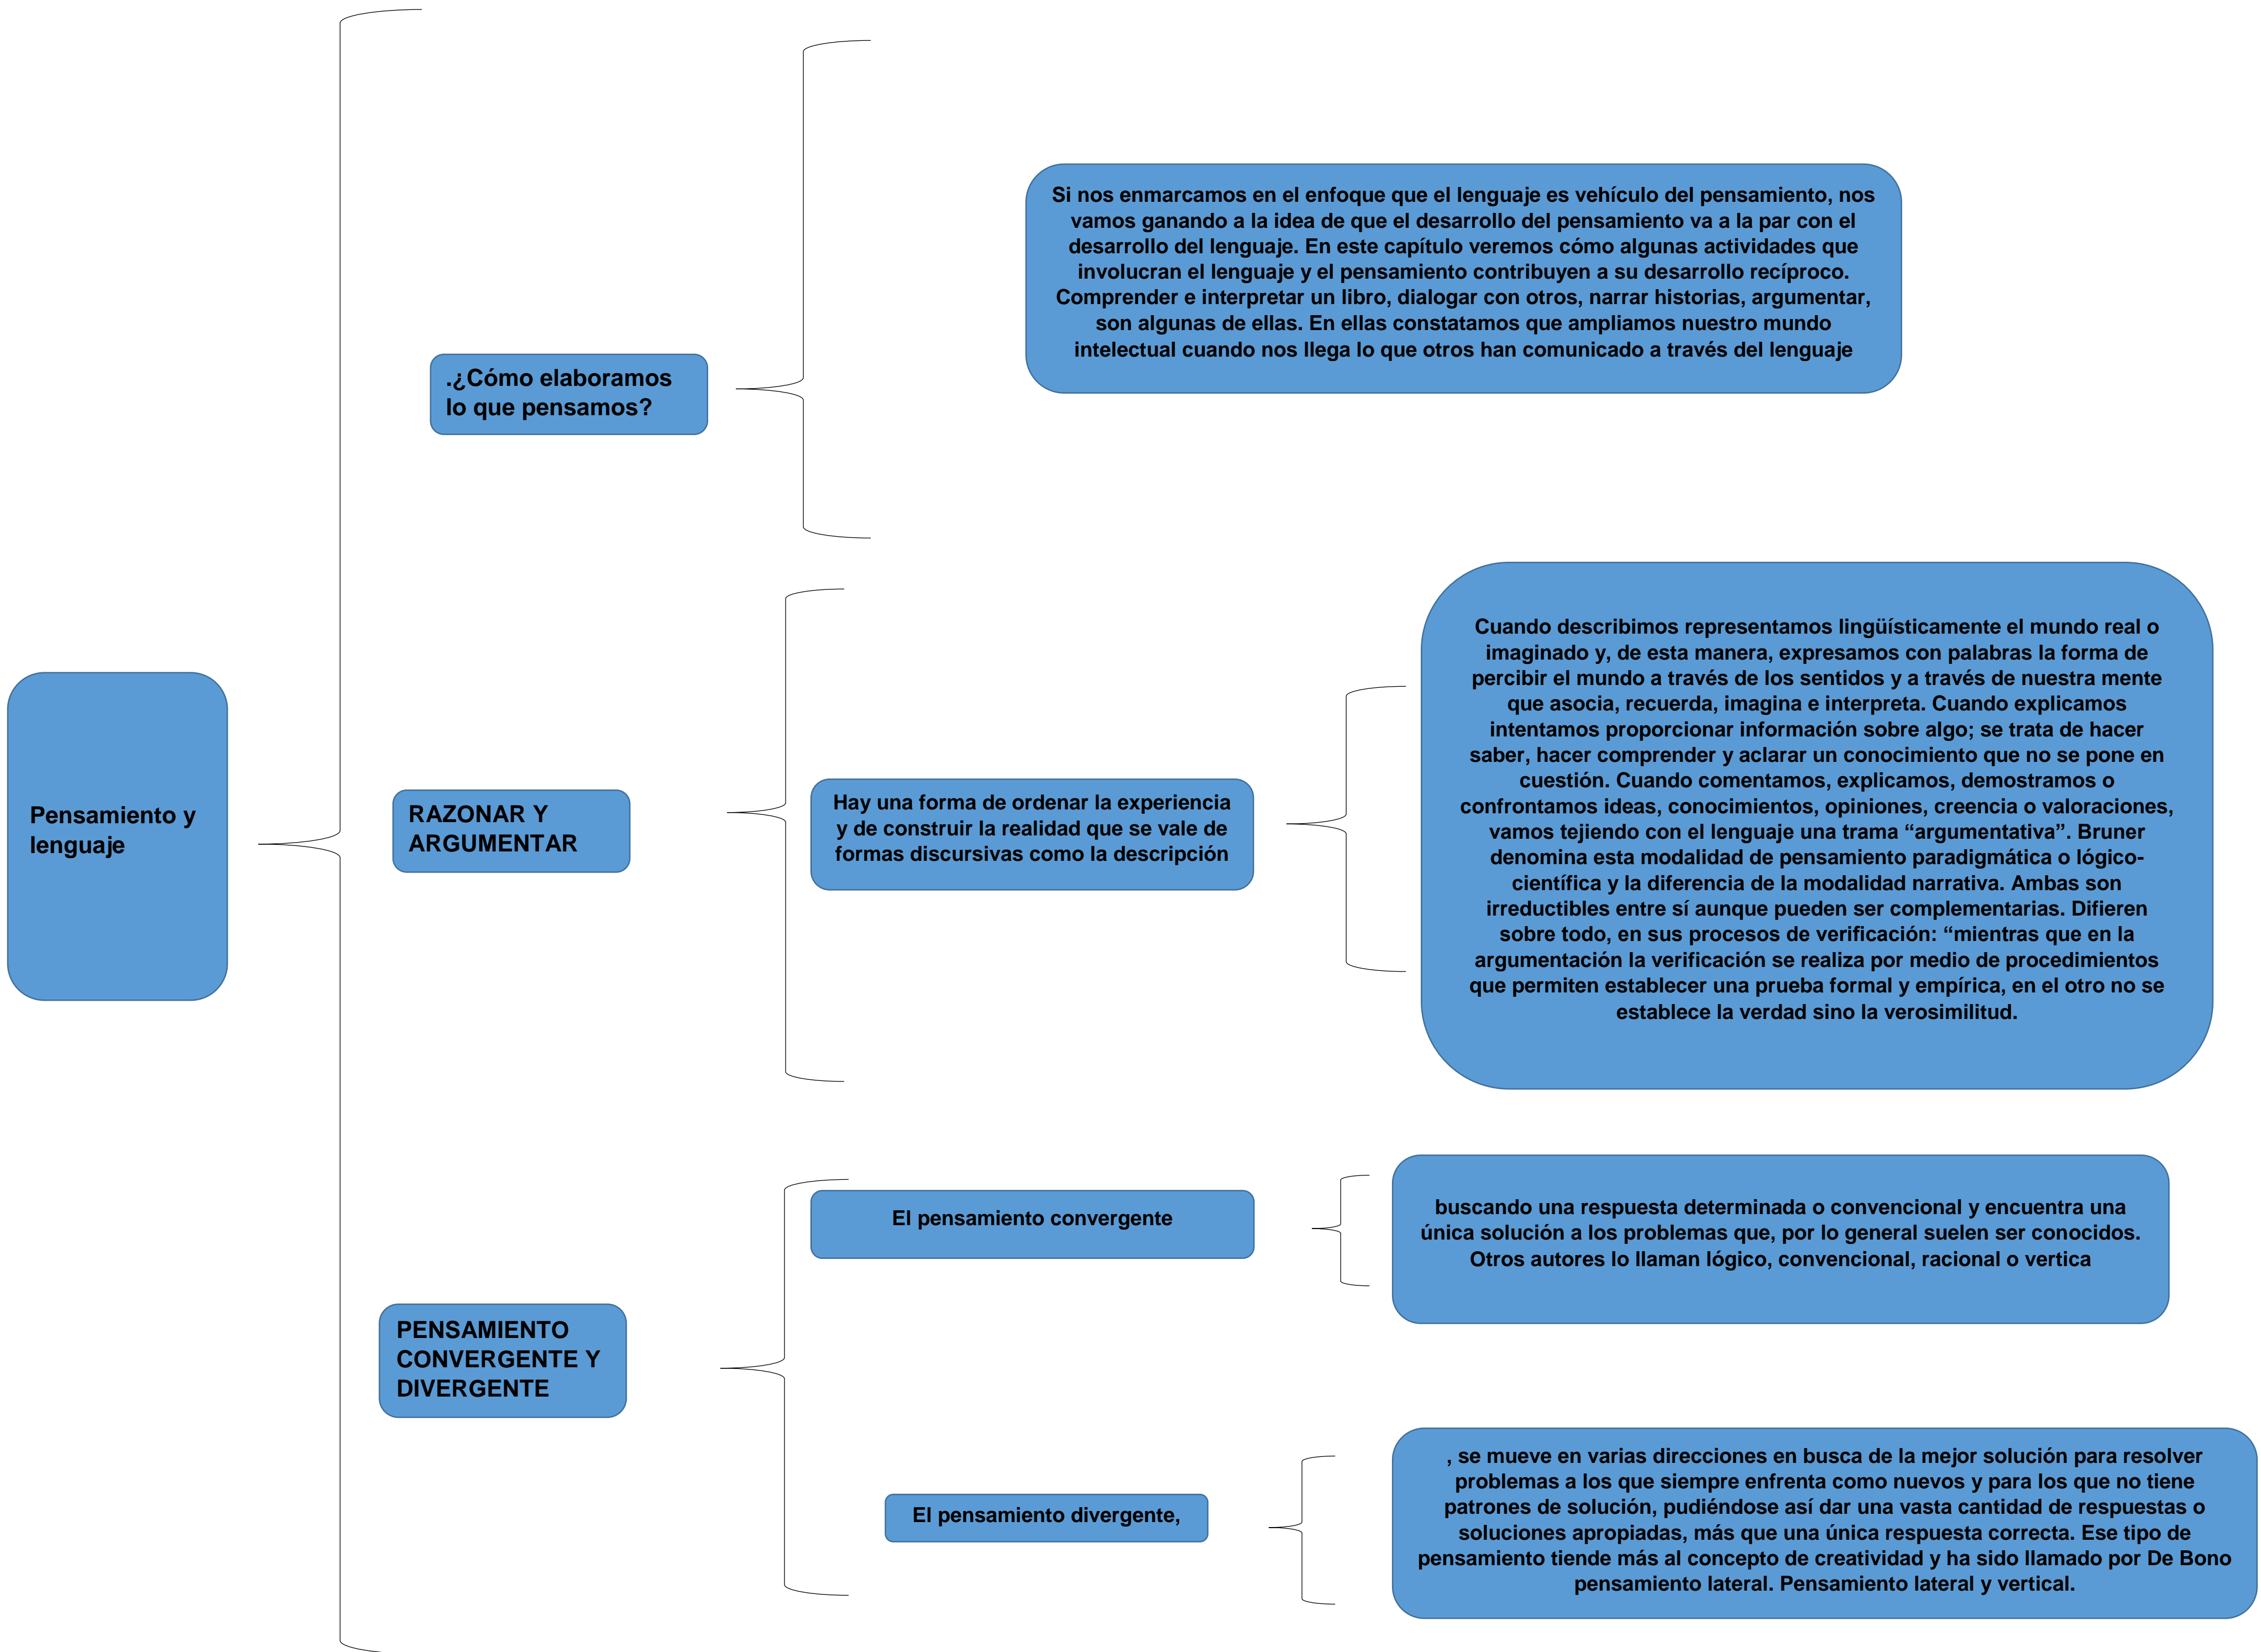 Pensamiento y
lenguaje
.¿Cómo elaboramos
lo que pensamos?
Si nos enmarcamos en el enfoque que el lenguaje es vehículo del pensamiento, nos
vamos ganando a la idea de que el desarrollo del pensamiento va a la par con el
desarrollo del lenguaje. En este capítulo veremos cómo algunas actividades que
involucran el lenguaje y el pensamiento contribuyen a su desarrollo recíproco.
Comprender e interpretar un libro, dialogar con otros, narrar historias, argumentar,
son algunas de ellas. En ellas constatamos que ampliamos nuestro mundo
intelectual cuando nos llega lo que otros han comunicado a través del lenguaje
RAZONAR Y
ARGUMENTAR
Hay una forma de ordenar la experiencia
y de construir la realidad que se vale de
formas discursivas como la descripción
Cuando describimos representamos lingüísticamente el mundo real o
imaginado y, de esta manera, expresamos con palabras la forma de
percibir el mundo a través de los sentidos y a través de nuestra mente
que asocia, recuerda, imagina e interpreta. Cuando explicamos
intentamos proporcionar información sobre algo; se trata de hacer
saber, hacer comprender y aclarar un conocimiento que no se pone en
cuestión. Cuando comentamos, explicamos, demostramos o
confrontamos ideas, conocimientos, opiniones, creencia o valoraciones,
vamos tejiendo con el lenguaje una trama “argumentativa”. Bruner
denomina esta modalidad de pensamiento paradigmática o lógico-
científica y la diferencia de la modalidad narrativa. Ambas son
irreductibles entre sí aunque pueden ser complementarias. Difieren
sobre todo, en sus procesos de verificación: “mientras que en la
argumentación la verificación se realiza por medio de procedimientos
que permiten establecer una prueba formal y empírica, en el otro no se
establece la verdad sino la verosimilitud.
PENSAMIENTO
CONVERGENTE Y
DIVERGENTE
El pensamiento convergente
buscando una respuesta determinada o convencional y encuentra una
única solución a los problemas que, por lo general suelen ser conocidos.
Otros autores lo llaman lógico, convencional, racional o vertica
El pensamiento divergente,
, se mueve en varias direcciones en busca de la mejor solución para resolver
problemas a los que siempre enfrenta como nuevos y para los que no tiene
patrones de solución, pudiéndose así dar una vasta cantidad de respuestas o
soluciones apropiadas, más que una única respuesta correcta. Ese tipo de
pensamiento tiende más al concepto de creatividad y ha sido llamado por De Bono
pensamiento lateral. Pensamiento lateral y vertical.